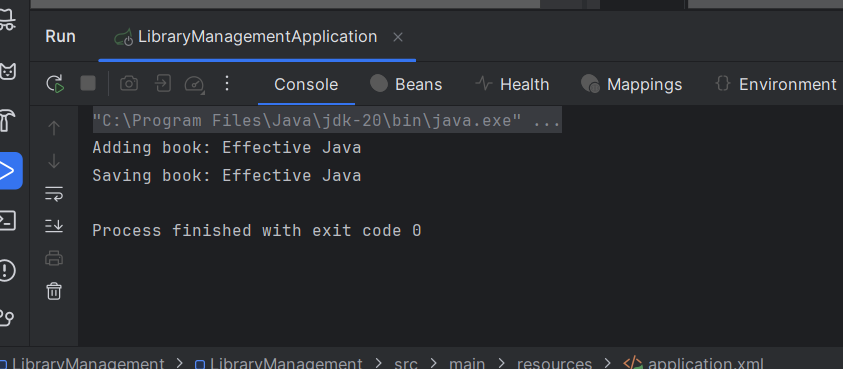 Run LibraryManagementApplication
Console Beans Health Mappings Environment
"C:\Program Files\Java\jdk-20\bin\java.exe" ...
Adding book: Effective Java
Saving book: Effective Java
Process finished with exit code 0
LibraryManagement > LibraryManagement > src > main > resources > application.xml